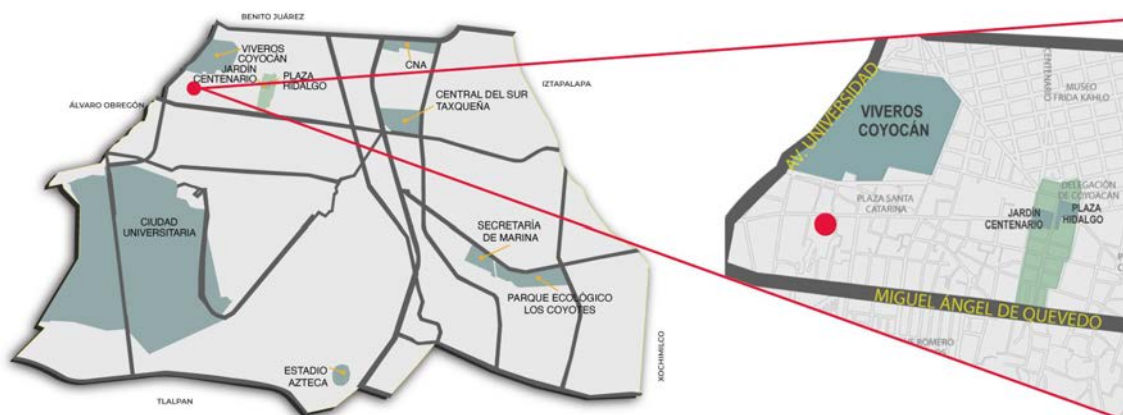 BENITO JUÁREZ
VIVEROS
COYOCÁN
JARDÍN
CENTENARIO
PLAZA
HIDALGO
CNA
IZTAPALAPA
CENTRAL DEL SUR
TAXQUEÑA
ÁLVARO OBREGÓN
CIUDAD
UNIVERSITARIA
SECRETARÍA
DE MARINA
PARQUE ECOLÓGICO
LOS COYOTES
ESTADIO
AZTECA
XOCHIMILCO
TLALPAN
AV. UNIVERSIDAD
VIVEROS
COYOCÁN
CENTENARIO
MUSEO
FRIDA KAHLO
PLAZA SANTA
CATARINA
DELEGACIÓN
DE COYOACÁN
JARDÍN
CENTENARIO
PLAZA
HIDALGO
MIGUEL ÁNGEL DE QUEVEDO
ROMERO